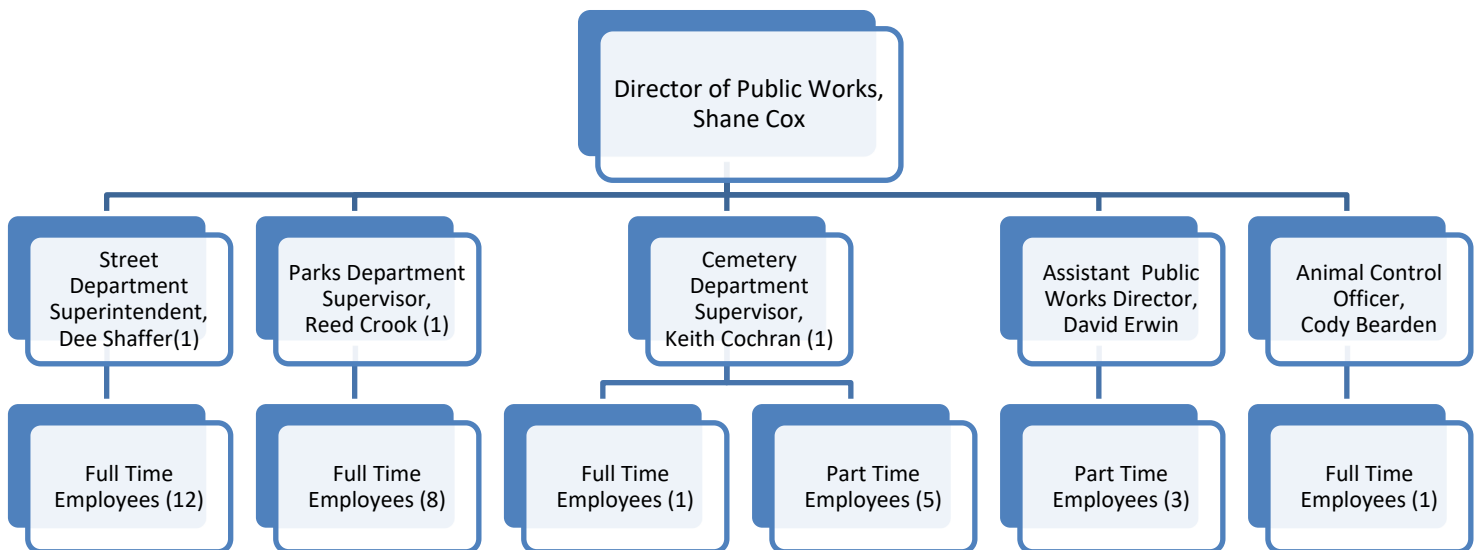 Director of Public Works,
Shane Cox
Street
Department
Superintendent,
Dee Shaffer(1)
Parks Department
Supervisor,
Reed Crook (1)
Cemetery
Department
Supervisor,
Keith Cochran (1)
Assistant  Public
Works Director,
David Erwin
Animal Control
Officer,
Cody Bearden
Full Time
Employees (12)
Full Time
Employees (8)
Full Time
Employees (1)
Part Time
Employees (5)
Part Time
Employees (3)
Full Time
Employees (1)